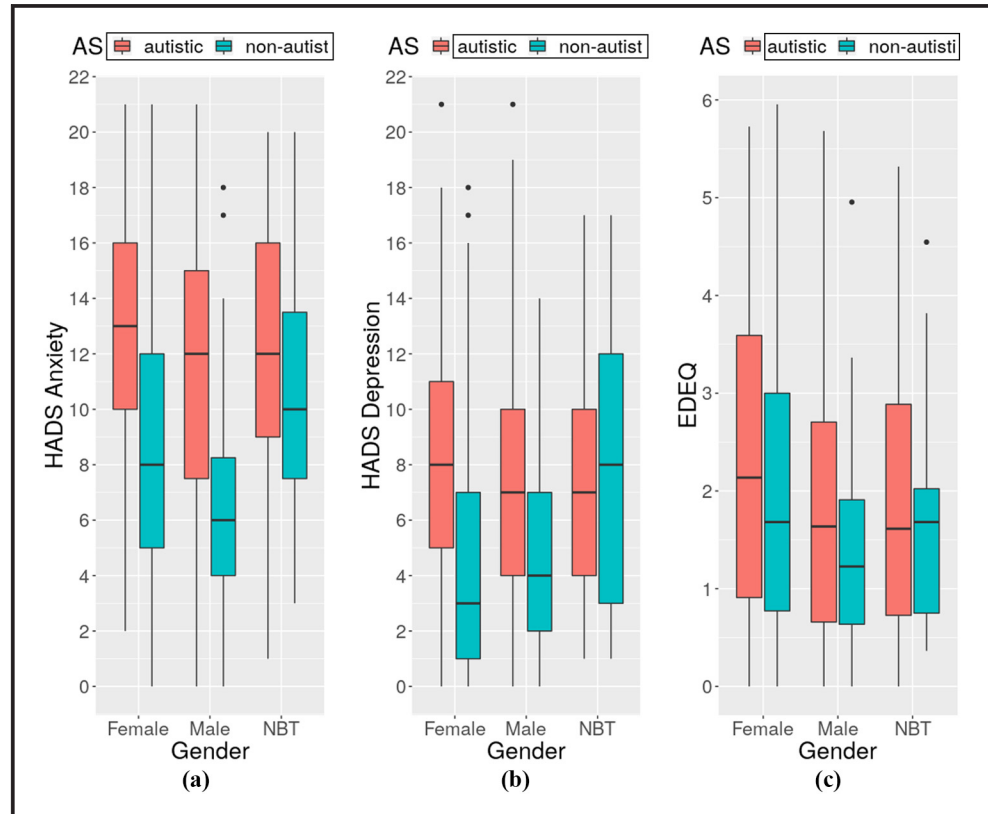 AS autistic non-autist
22
20
18
16
14
12
10
8
6
4
2
0
HADS Anxiety
Female Male NBT
Gender
(a)
AS autistic non-autist
22
20
18
16
14
12
10
8
6
4
2
0
HADS Depression
Female Male NBT
Gender
(b)
AS autistic non-autisti
6
5
4
3
2
1
0
EDEQ
Female Male NBT
Gender
(c)